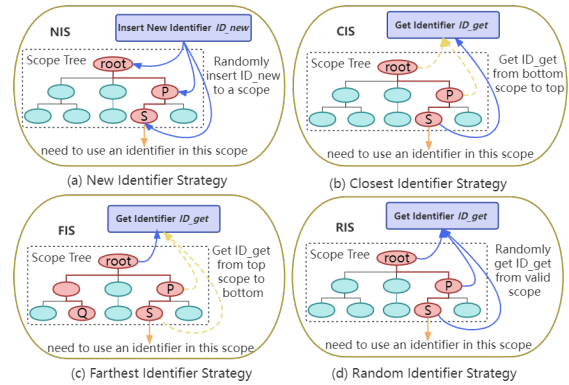 NIS
Insert New Identifier ID_new
Scope Tree
root
P
S
Randomly
insert ID_new
to a scope
need to use an identifier in this scope
(a) New Identifier Strategy
CIS
Get Identifier ID_get
Scope Tree
root
P
S
Get ID_get
from bottom
scope to top
need to use an identifier in this scope
(b) Closest Identifier Strategy
FIS
Get Identifier ID_get
Scope Tree
root
P
Q
S
Get ID_get
from top
scope to
bottom
need to use an identifier in this scope
(c) Farthest Identifier Strategy
RIS
Get Identifier ID_get
Scope Tree
root
P
S
Randomly
get ID_get
from valid
scope
need to use an identifier in this scope
(d) Random Identifier Strategy